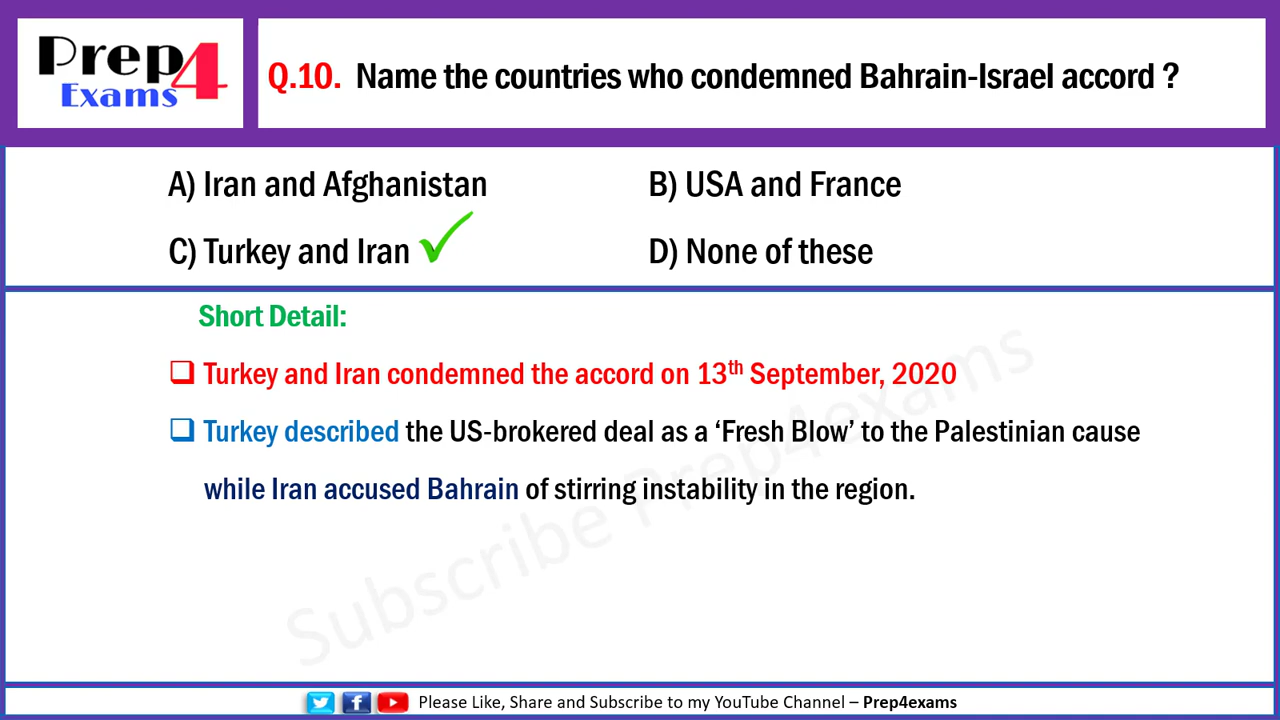 Prep4
Exams
Q.10. Name the countries who condemned Bahrain-Israel accord ?
A) Iran and Afghanistan
B) USA and France
C) Turkey and Iran
D) None of these
Short Detail:
Turkey and Iran condemned the accord on 13th September, 2020
Turkey described the US-brokered deal as a ‘Fresh Blow’ to the Palestinian cause
while Iran accused Bahrain of stirring instability in the region.
Subscribe Prep4exams
Please Like, Share and Subscribe to my YouTube Channel – Prep4exams